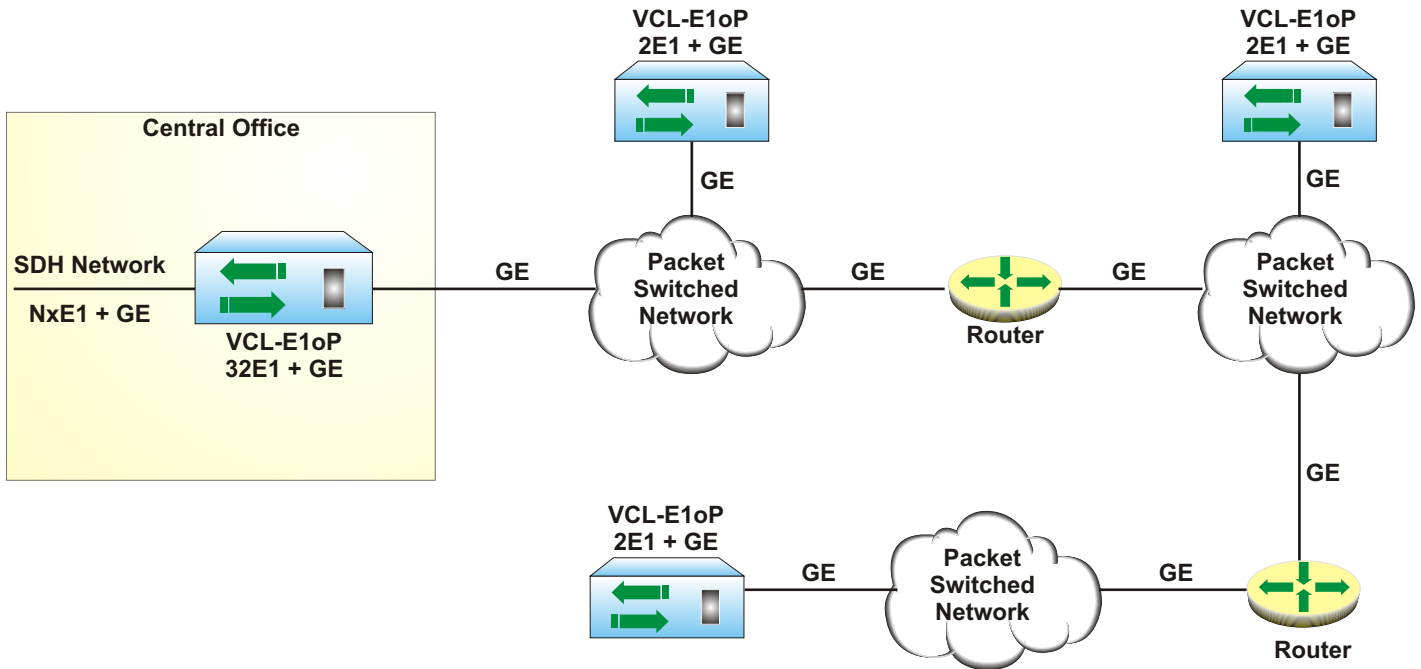 VCL-E1oP
2E1 + GE
VCL-E1oP
2E1 + GE
Central Office
GE
GE
SDH Network
NxE1 + GE
VCL-E1oP
32E1 + GE
GE
Packet
Switched
Network
GE
Router
GE
Packet
Switched
Network
GE
VCL-E1oP
2E1 + GE
GE
Packet
Switched
Network
GE
Router